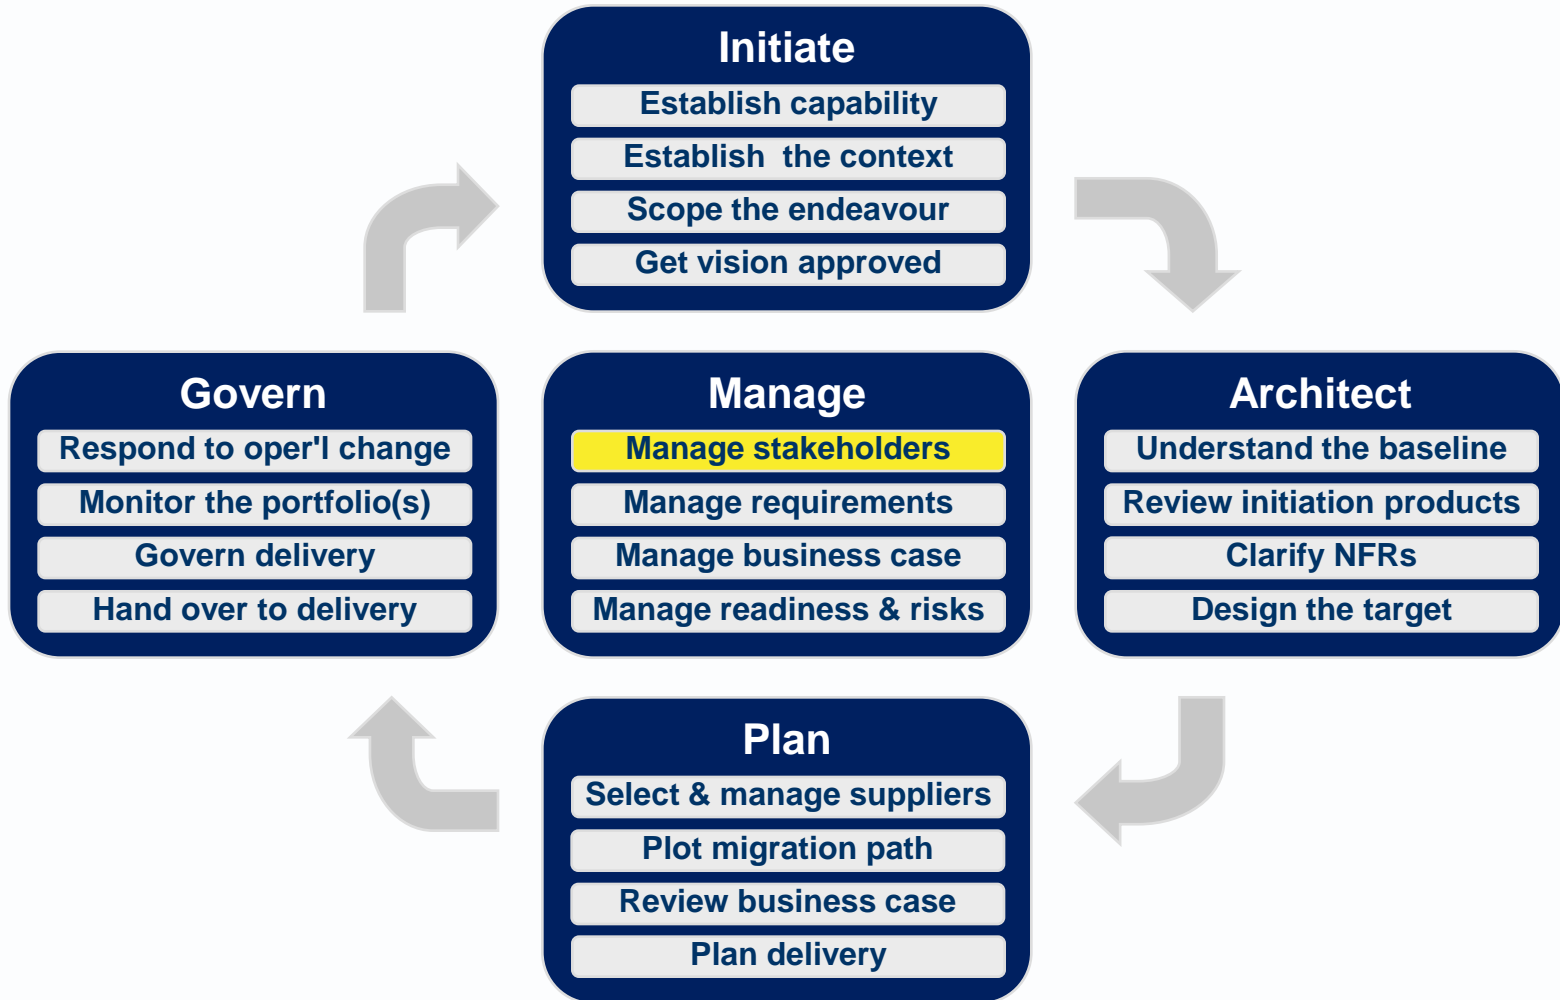 Initiate
Establish capability
Establish the context
Scope the endeavour
Get vision approved
Govern
Respond to oper'l change
Monitor the portfolio(s)
Govern delivery
Hand over to delivery
Manage
Manage stakeholders
Manage requirements
Manage business case
Manage readiness & risks
Architect
Understand the baseline
Review initiation products
Clarify NFRs
Design the target
Plan
Select & manage suppliers
Plot migration path
Review business case
Plan delivery